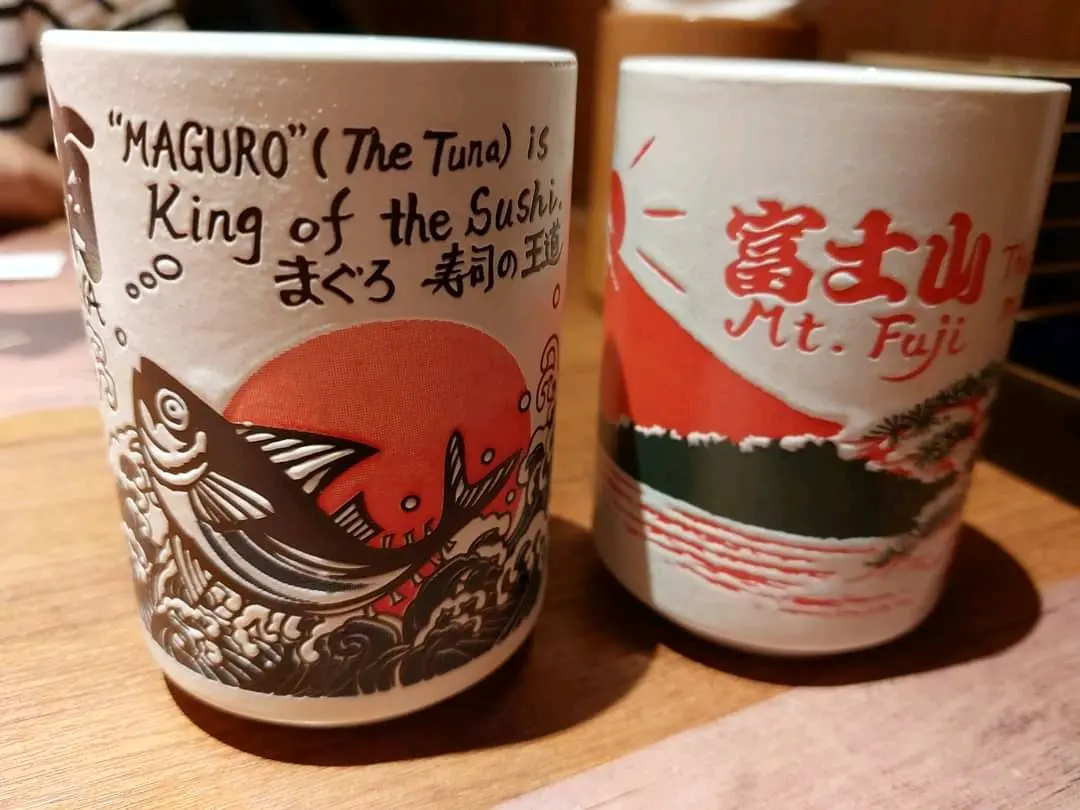 "MAGURO" (The Tuna) is
King of the Sushi.
まぐろ 寿司の王道
富士山
Mt. Fuji